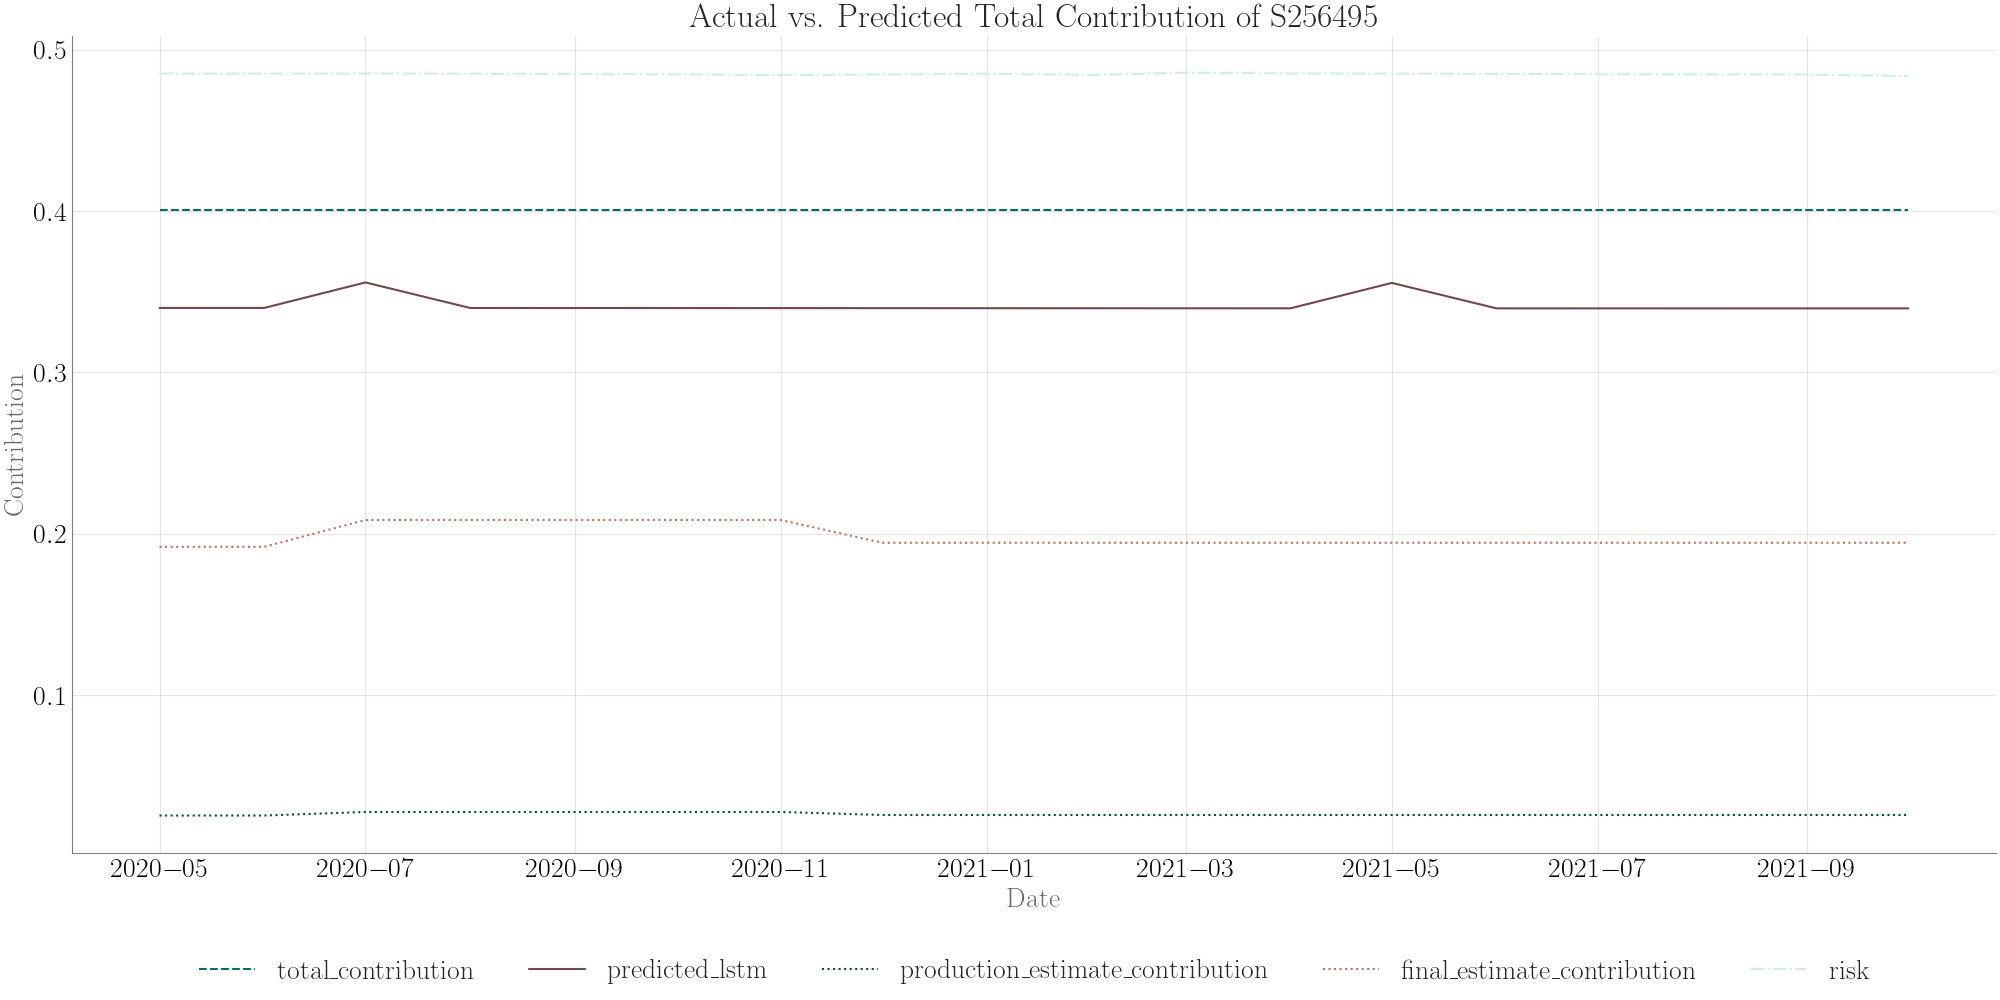 Actual vs. Predicted Total Contribution of S256495
0.5
0.4
0.3
0.2
0.1
Contribution
2020–05 2020–07 2020–09 2020–11 2021–01 2021–03 2021–05 2021–07 2021–09
Date
total_contribution predicted_lstm production_estimate_contribution final_estimate_contribution risk